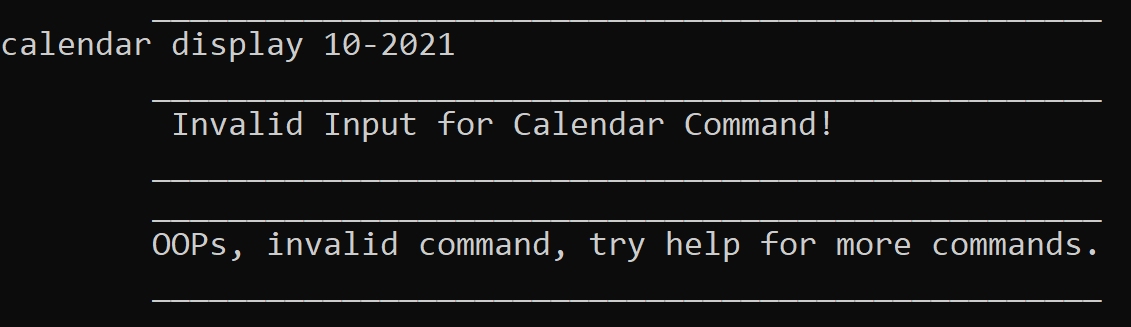 __________________________________________________
calendar display 10-2021
__________________________________________________
Invalid Input for Calendar Command!
__________________________________________________
__________________________________________________
OOPs, invalid command, try help for more commands.
__________________________________________________